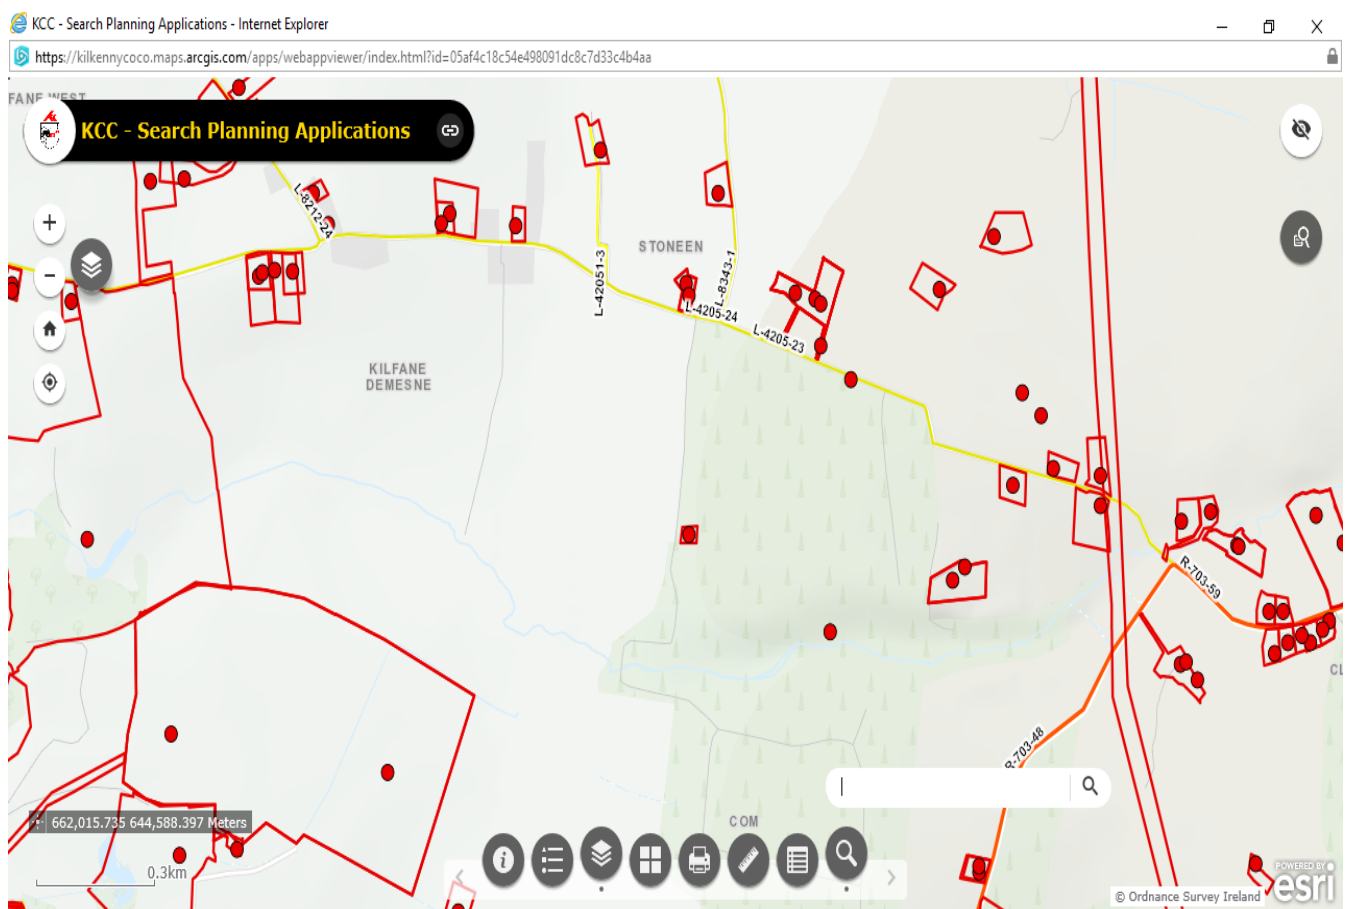 KCC - Search Planning Applications - Internet Explorer
https://kilkennycoco.maps.arcgis.com/apps/webappviewer/index.html?id=05af4c18c54e498091dc8c7d33c4b4aa
FANE WEST
KCC - Search Planning Applications
L-8212-24
STONEEN
L-42051-3
L-8343-1
L-4205-24
L-4205-23
KILFANE
DEMESNE
R-703-59
CL
R-703-48
COM
662,015.735 644,588.397 Meters
0.3km
POWERED BY
esri
© Ordnance Survey Ireland